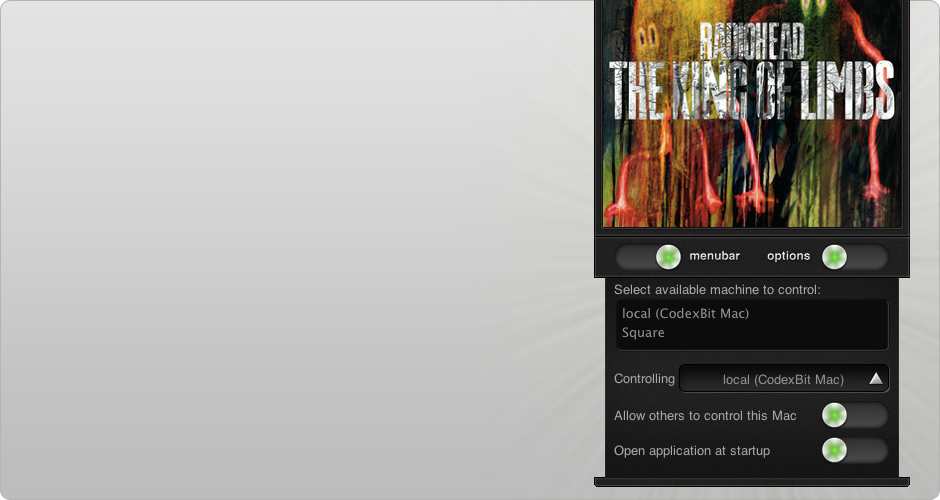 RADIOHEAD
THE KING OF LIMBS
menubar options
Select available machine to control:
local (CodexBit Mac)
Square
Controlling local (CodexBit Mac)
Allow others to control this Mac
Open application at startup